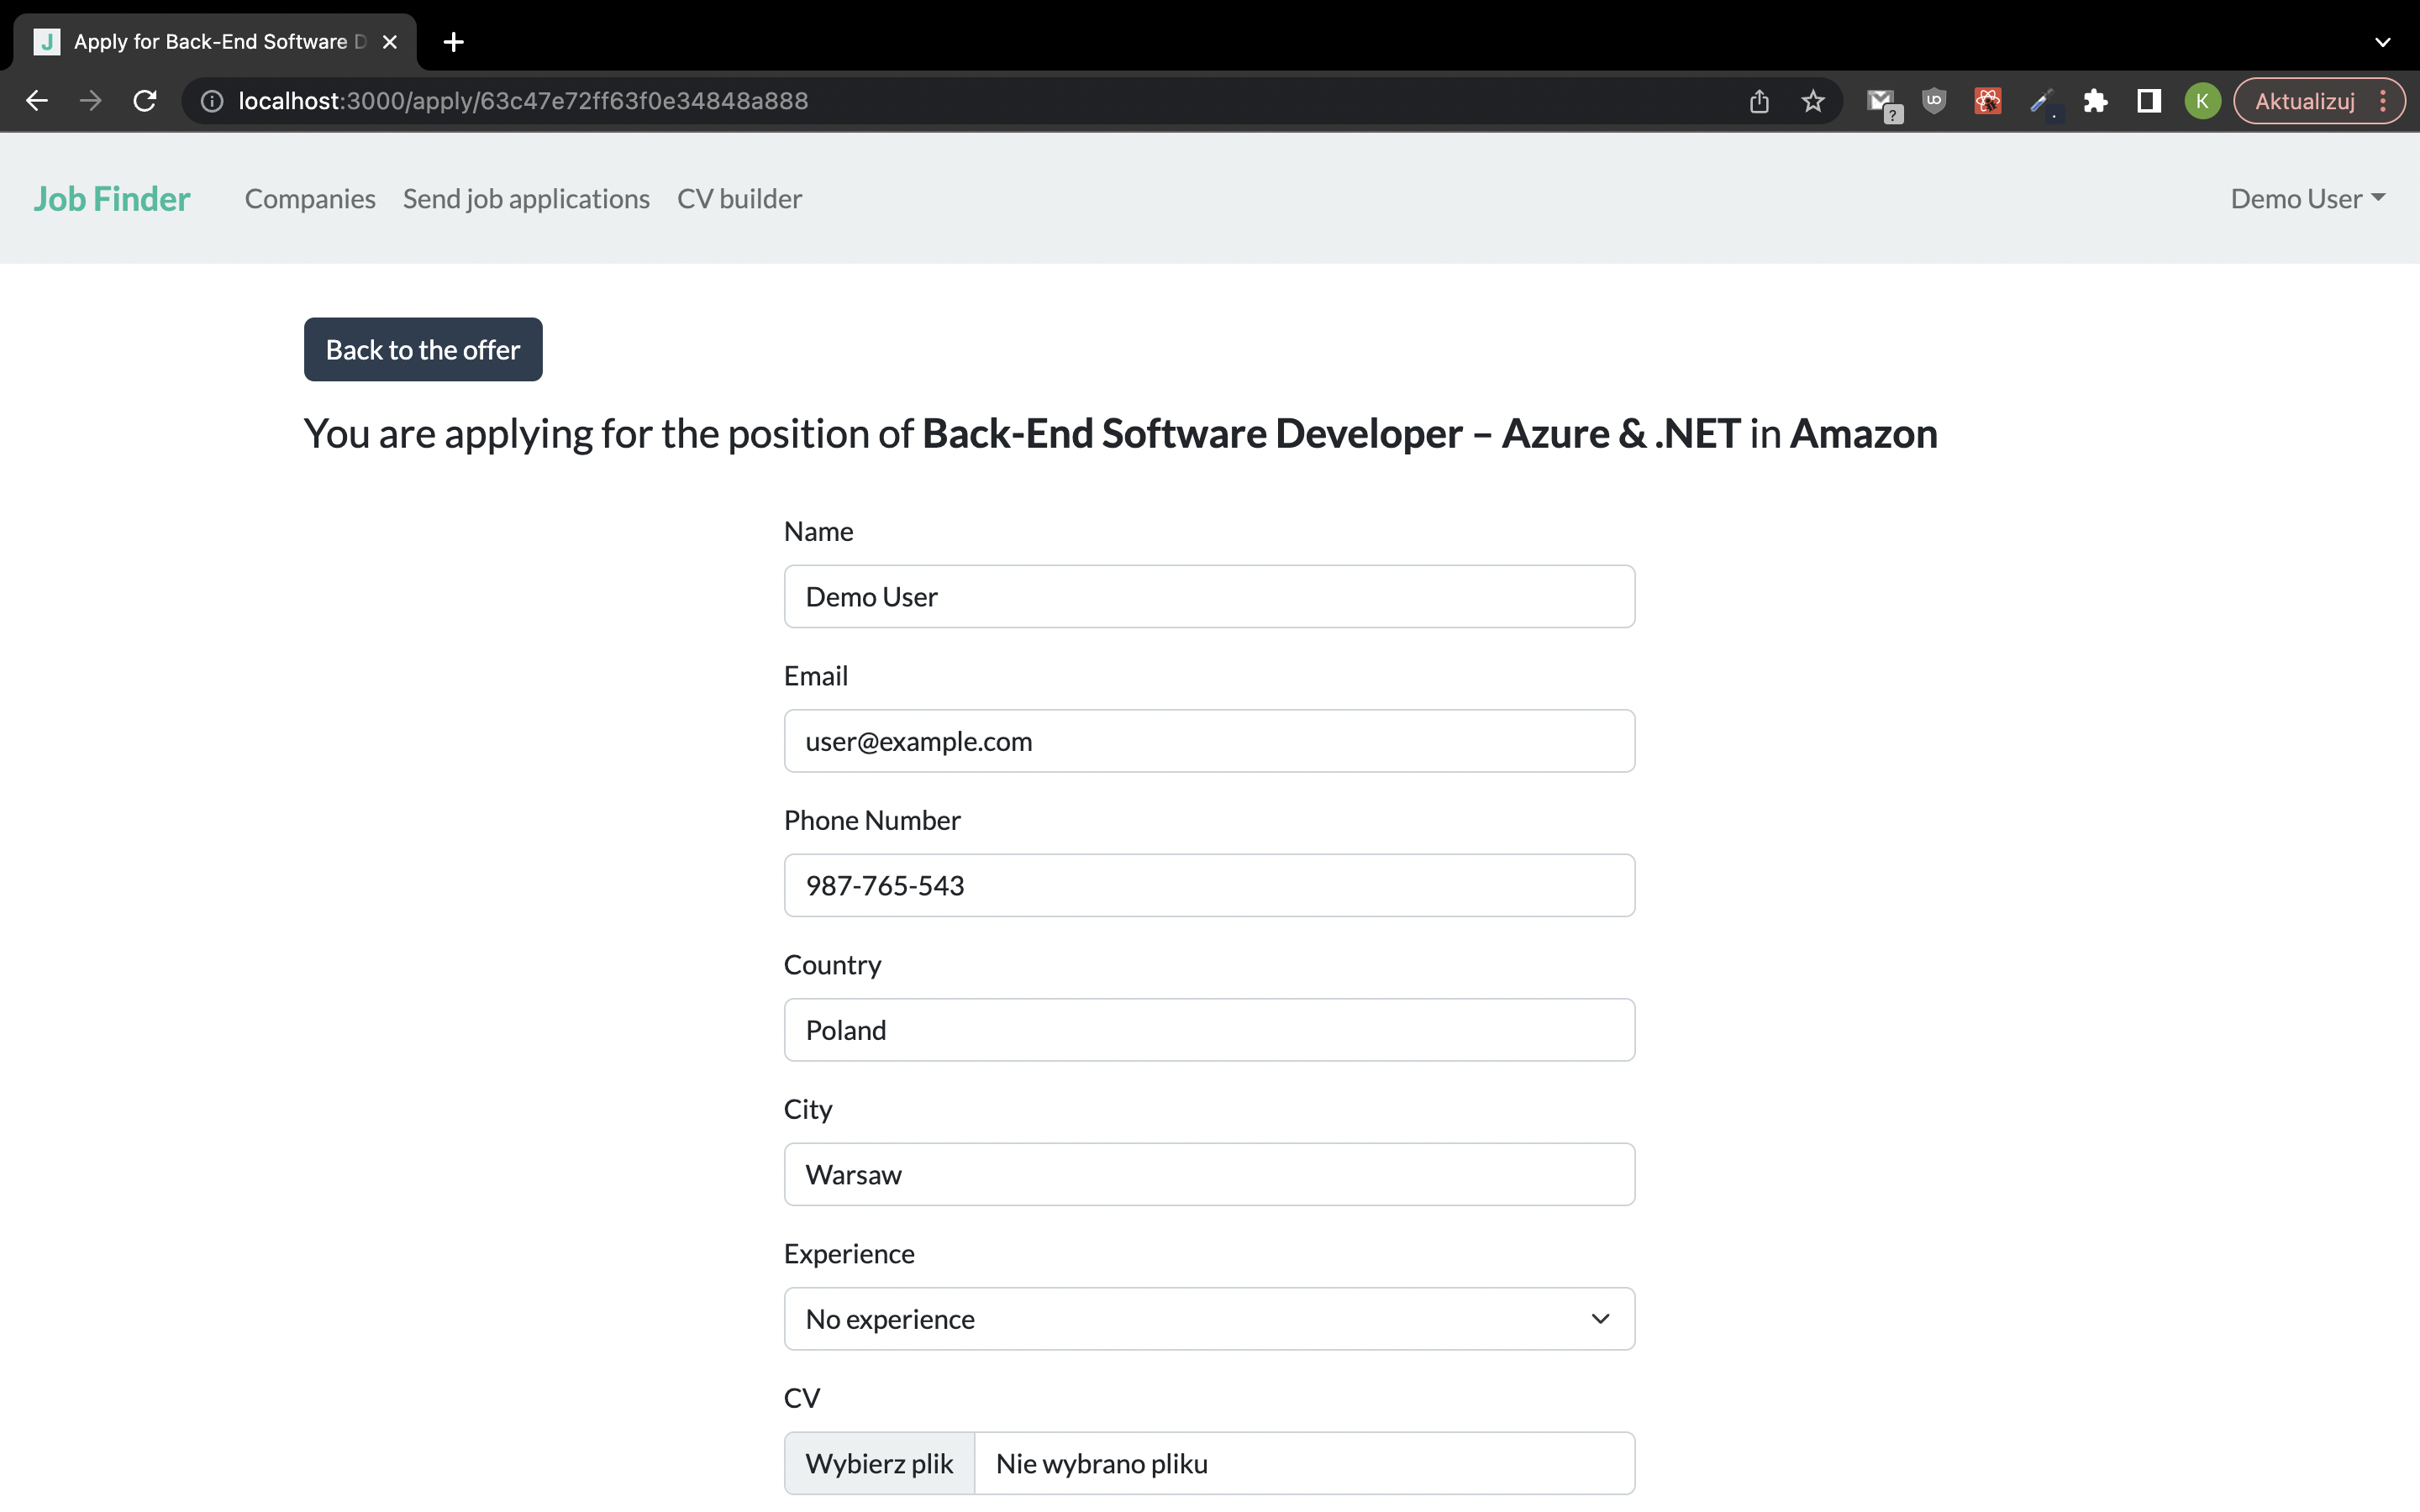 J Apply for Back-End Software D
localhost:3000/apply/63c47e72ff63f0e34848a888
?
UO
K
Aktualizuj
Job Finder
Companies
Send job applications
CV builder
Demo User
Back to the offer
You are applying for the position of Back-End Software Developer – Azure & .NET in Amazon
Name
Demo User
Email
user@example.com
Phone Number
987-765-543
Country
Poland
City
Warsaw
Experience
No experience
CV
Wybierz plik
Nie wybrano pliku